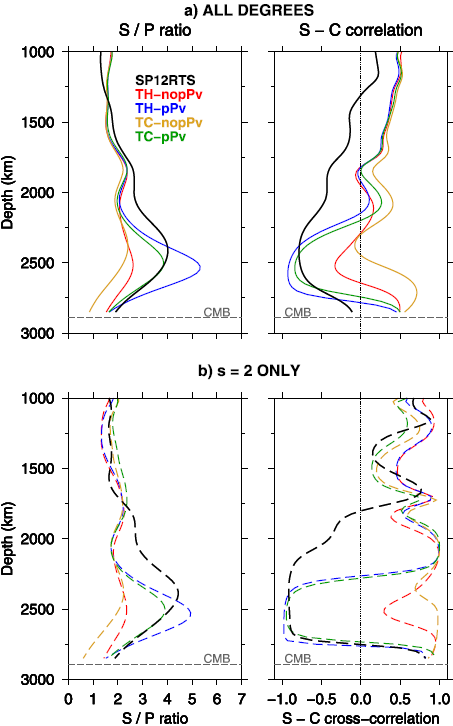 a) ALL DEGREES
S / P ratio
S − C correlation
1000
1500
2000
2500
3000
Depth (km)
SP12RTS
TH−nopPv
TH−pPv
TC−nopPv
TC−pPv
CMB
CMB
b) s = 2 ONLY
1000
1500
2000
2500
3000
Depth (km)
CMB
CMB
0 1 2 3 4 5 6 7
−1.0 −0.5 0.0 0.5 1.0
S / P ratio
S − C cross−correlation